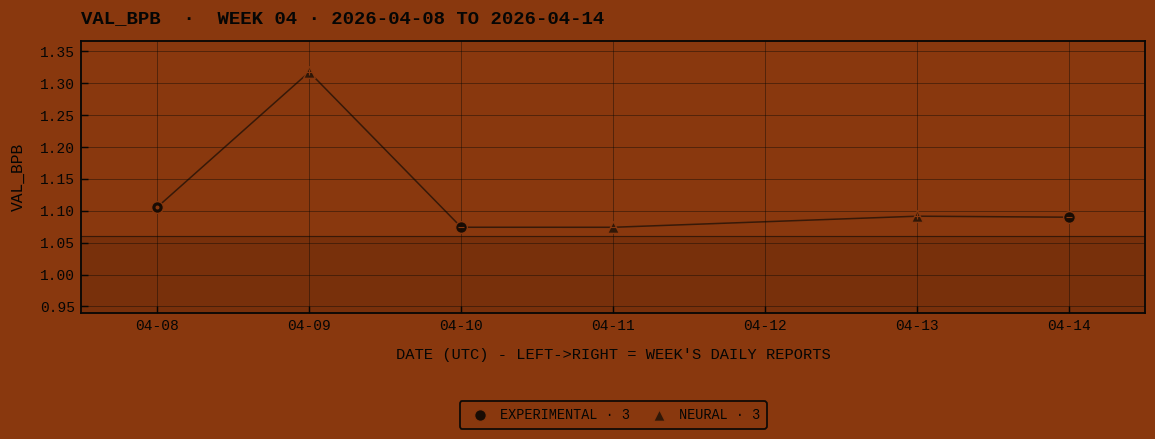 VAL_BPB · WEEK 04 · 2026-04-08 TO 2026-04-14
1.35
1.30
1.25
1.20
1.15
1.10
1.05
1.00
0.95
VAL_BPB
04-08 04-09 04-10 04-11 04-12 04-13 04-14
DATE (UTC) - LEFT->RIGHT = WEEK'S DAILY REPORTS
EXPERIMENTAL · 3 NEURAL · 3